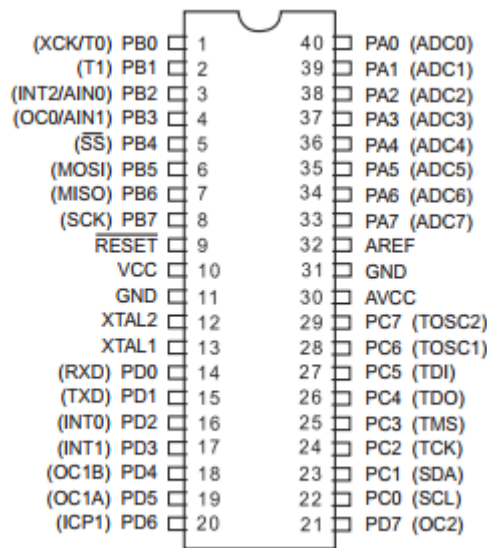 (XCK/T0) PB0 1 40 PA0 (ADC0)
(T1) PB1 2 39 PA1 (ADC1)
(INT2/AIN0) PB2 3 38 PA2 (ADC2)
(OC0/AIN1) PB3 4 37 PA3 (ADC3)
(S̅S̅) PB4 5 36 PA4 (ADC4)
(MOSI) PB5 6 35 PA5 (ADC5)
(MISO) PB6 7 34 PA6 (ADC6)
(SCK) PB7 8 33 PA7 (ADC7)
R̅E̅S̅E̅T̅ 9 32 AREF
VCC 10 31 GND
GND 11 30 AVCC
XTAL2 12 29 PC7 (TOSC2)
XTAL1 13 28 PC6 (TOSC1)
(RXD) PD0 14 27 PC5 (TDI)
(TXD) PD1 15 26 PC4 (TDO)
(INT0) PD2 16 25 PC3 (TMS)
(INT1) PD3 17 24 PC2 (TCK)
(OC1B) PD4 18 23 PC1 (SDA)
(OC1A) PD5 19 22 PC0 (SCL)
(ICP1) PD6 20 21 PD7 (OC2)